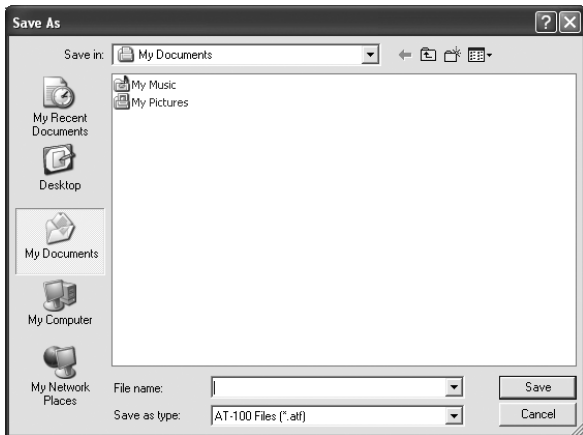 Save As
Save in: My Documents
My Music
My Pictures
My Recent
Documents
Desktop
My Documents
My Computer
My Network
Places
File name:
Save
Save as type: AT-100 Files (*.atf)
Cancel